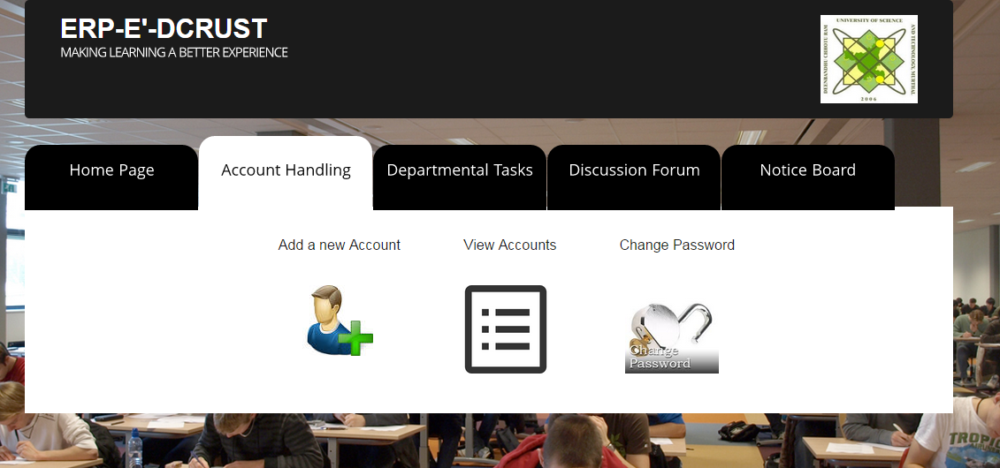 ERP-E'-DCRUST
MAKING LEARNING A BETTER EXPERIENCE
UNIVERSITY OF SCIENCE
AND TECHNOLOGY, MURTHAL
DEENBANDHU CHHOTU RAM
2006
Home Page
Account Handling
Departmental Tasks
Discussion Forum
Notice Board
Add a new Account
View Accounts
Change Password
Change
Password
TROPIC